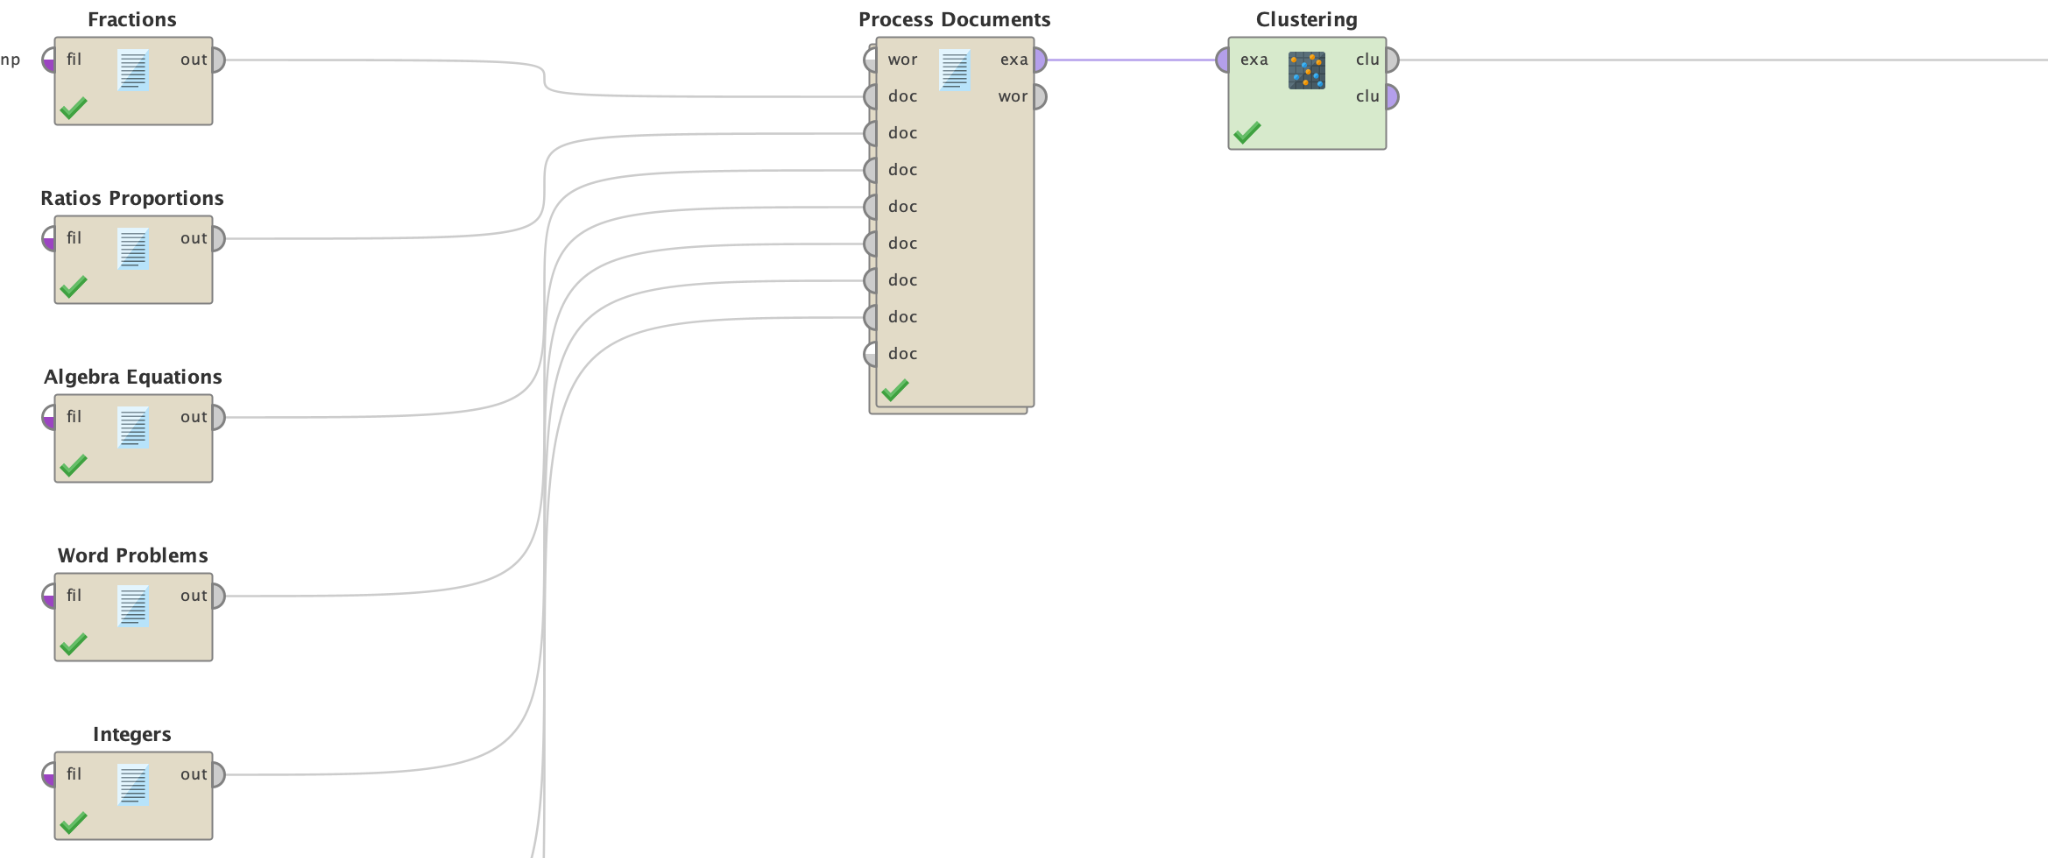 Fractions
np
fil
out
Ratios Proportions
fil
out
Algebra Equations
fil
out
Word Problems
fil
out
Integers
fil
out
Process Documents
wor
exa
doc
wor
doc
doc
doc
doc
doc
doc
doc
Clustering
exa
clu
clu